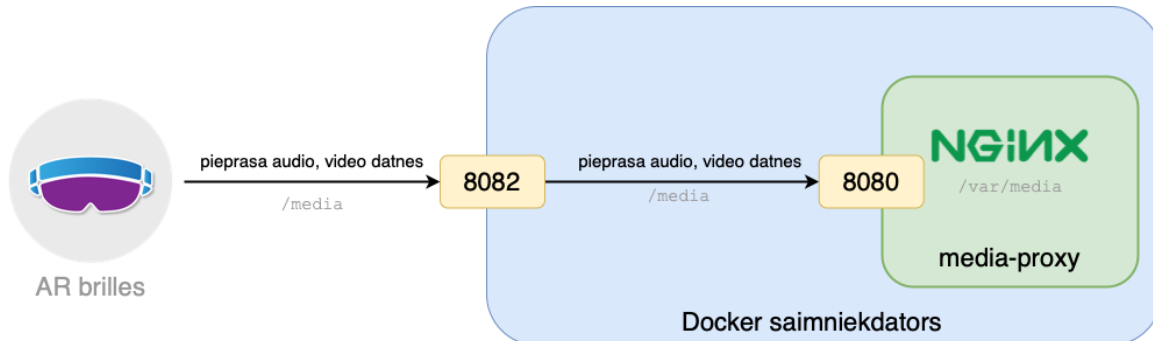 pieprasa audio, video datnes
/media
8082
pieprasa audio, video datnes
/media
8080
NGINX
/var/media
media-proxy
AR brilles
Docker saimniekdators